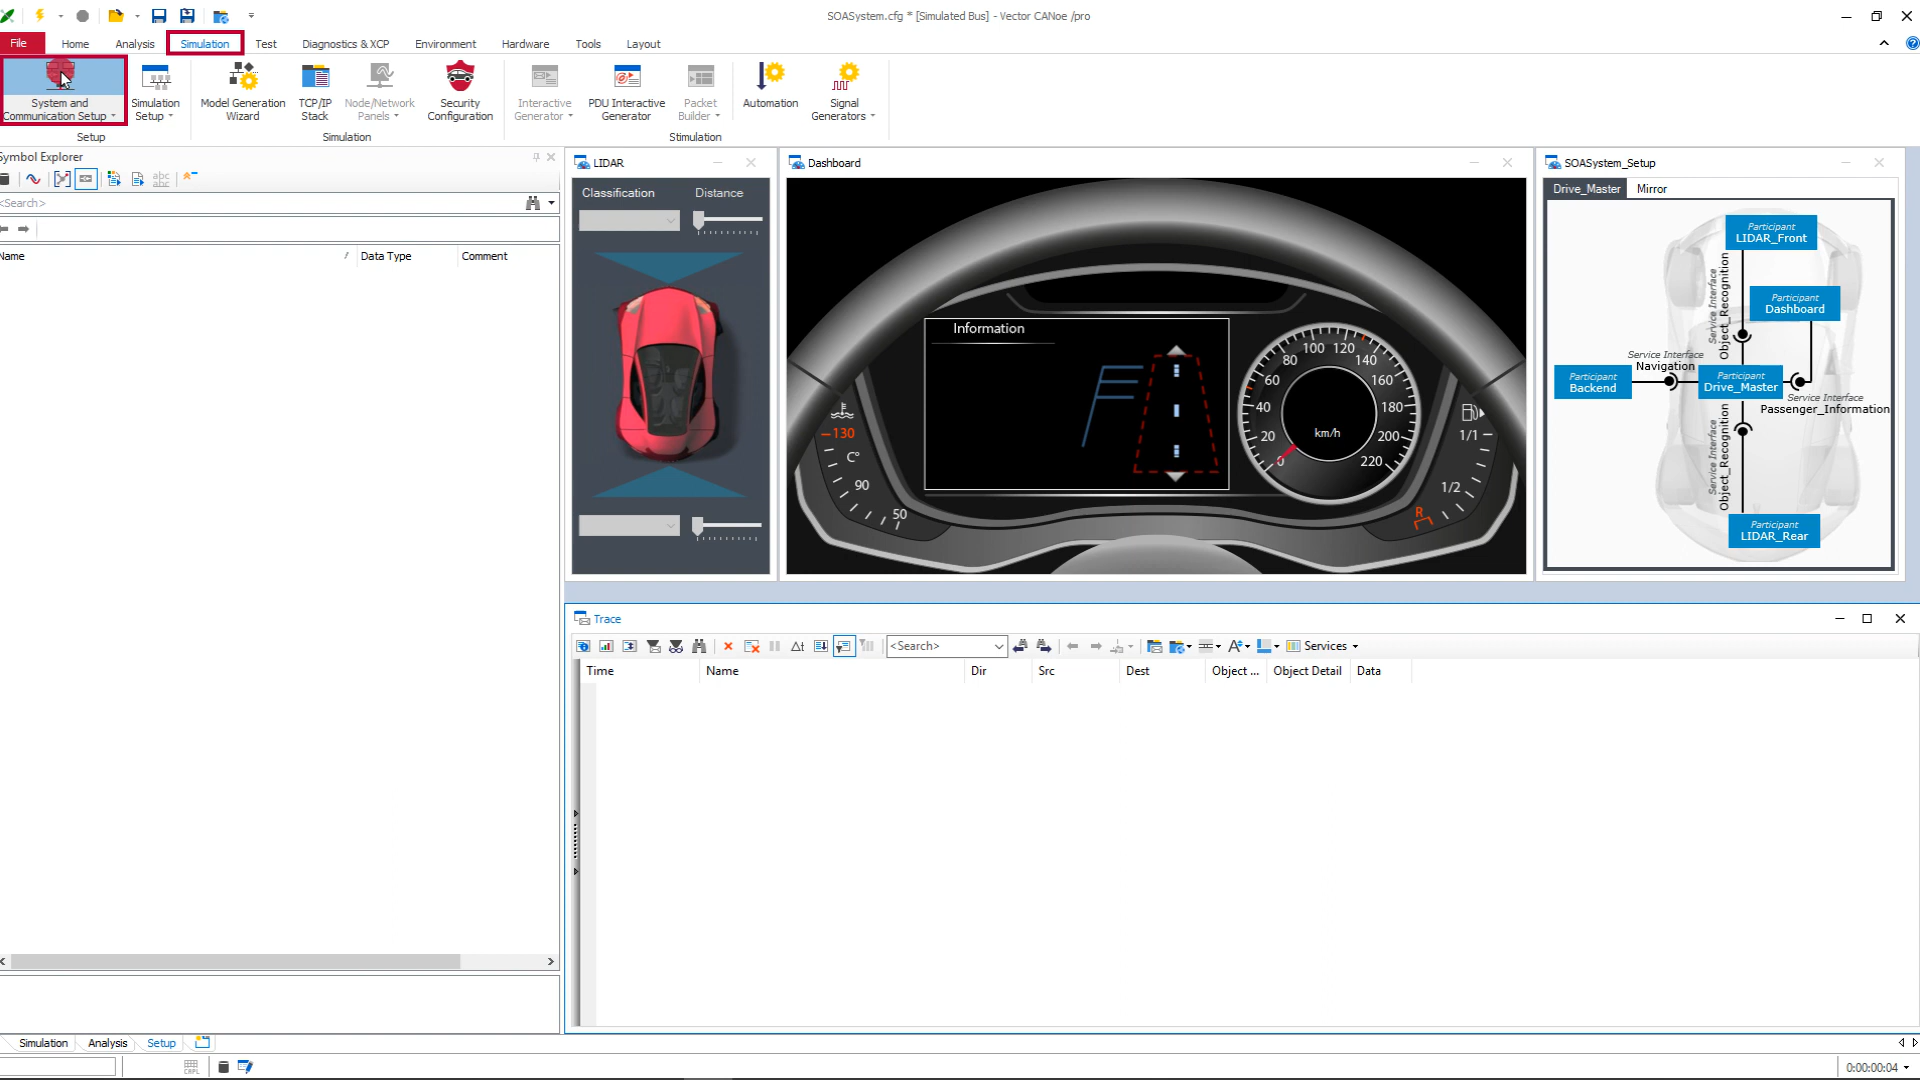 SOASystem.cfg * [Simulated Bus] - Vector CANoe /pro
File Home Analysis Simulation Test Diagnostics & XCP Environment Hardware Tools Layout
System and Communication Setup
Simulation Setup
Model Generation Wizard
TCP/IP Stack
Node/Network Panels
Security Configuration
Interactive Generator
PDU Interactive Generator
Packet Builder
Automation
Signal Generators
Setup Simulation Stimulation
Symbol Explorer
abc
<Search>
Name Data Type Comment
LIDAR
Classification Distance
Dashboard
Information
-130
C°
90
50
0
20
40
60
80
100
120
140
160
180
200
220
km/h
1/1
1/2
R
SOASystem_Setup
Drive_Master Mirror
Participant
LIDAR_Front
Service Interface
Object_Recognition
Participant
Dashboard
Service Interface
Navigation
Participant
Backend
Participant
Drive_Master
Service Interface
Passenger_Information
Service Interface
Object_Recognition
Participant
LIDAR_Rear
Trace
<Search> Services
Time Name Dir Src Dest Object ... Object Detail Data
Simulation Analysis Setup
CRPL
0:00:00:04